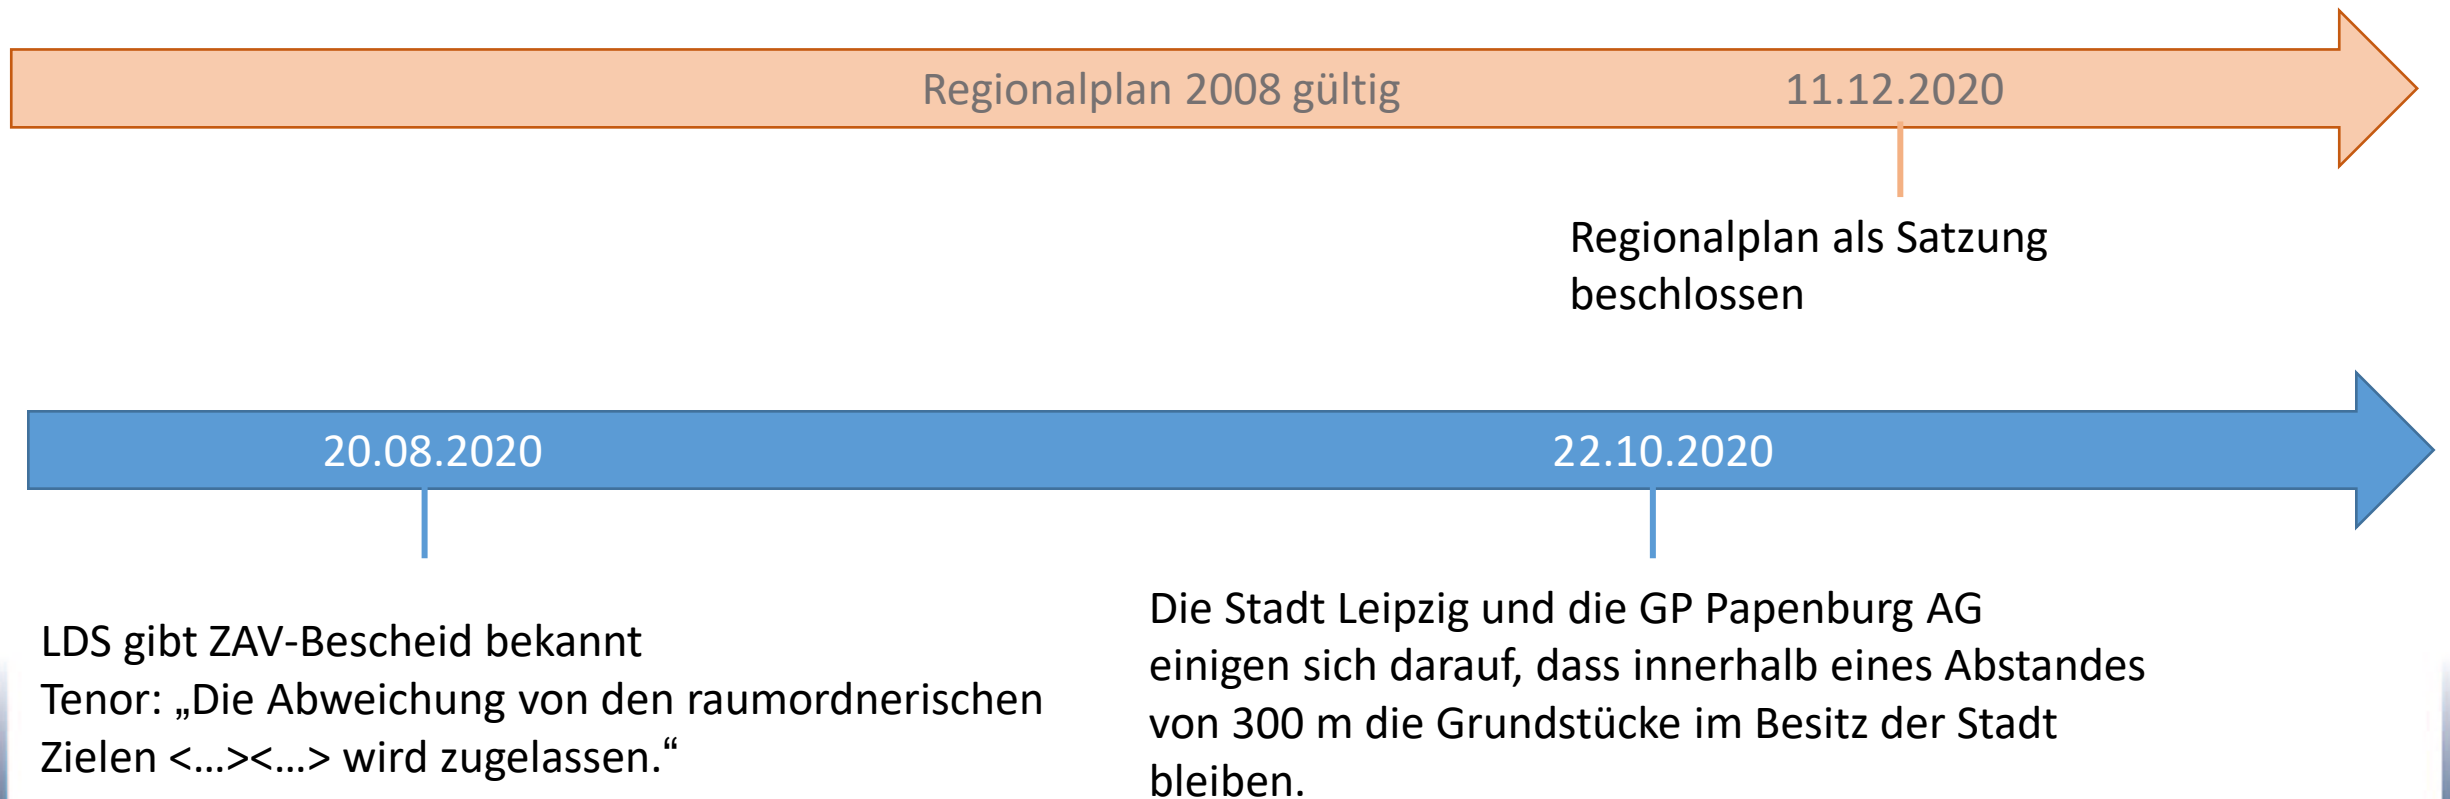 Regionalplan 2008 gültig
11.12.2020
Regionalplan als Satzung
beschlossen
20.08.2020
22.10.2020
LDS gibt ZAV-Bescheid bekannt
Tenor: „Die Abweichung von den raumordnerischen
Zielen <...><...> wird zugelassen.“
Die Stadt Leipzig und die GP Papenburg AG
einigen sich darauf, dass innerhalb eines Abstandes
von 300 m die Grundstücke im Besitz der Stadt
bleiben.